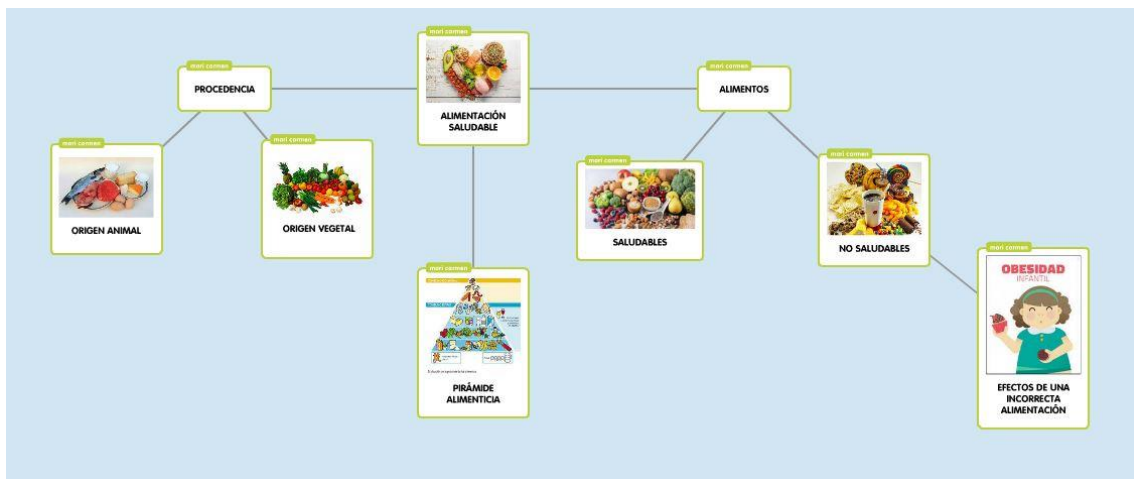 mari carmen
ALIMENTACIÓN
SALUDABLE
mari carmen
PROCEDENCIA
mari carmen
ALIMENTOS
mari carmen
ORIGEN ANIMAL
mari carmen
ORIGEN VEGETAL
mari carmen
SALUDABLES
mari carmen
NO SALUDABLES
mari carmen
PIRÁMIDE
ALIMENTICIA
mari carmen
OBESIDAD
INFANTIL
EFECTOS DE UNA
INCORRECTA
ALIMENTACIÓN